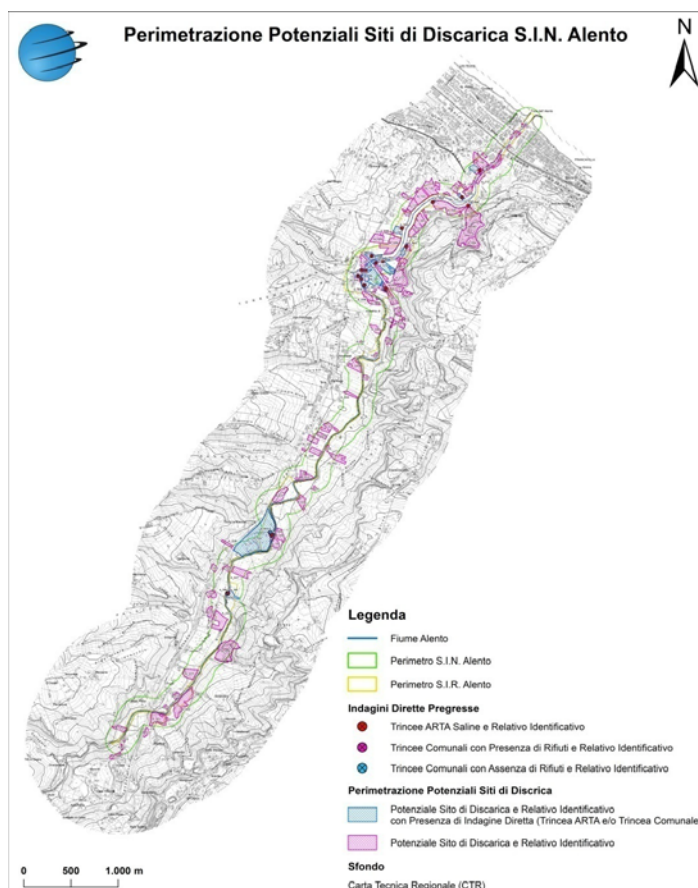 Perimetrazione Potenziali Siti di Discarica S.I.N. Alento
N
Legenda
Fiume Alento
Perimetro S.I.N. Alento
Perimetro S.I.R. Alento
Indagini Dirette Pregresse
Trincee ARTA Saline e Relativo Identificativo
Trincee Comunali con Presenza di Rifiuti e Relativo Identificativo
Trincee Comunali con Assenza di Rifiuti e Relativo Identificativo
Perimetrazione Potenziali Siti di Discrica
Potenziale Sito di Discarica e Relativo Identificativo
con Presenza di Indagine Diretta (Trincea ARTA e/o Trincea Comunale
Potenziale Sito di Discarica e Relativo Identificativo
Sfondo
Carta Tecnica Regionale (CTR)
0 500 1.000 m